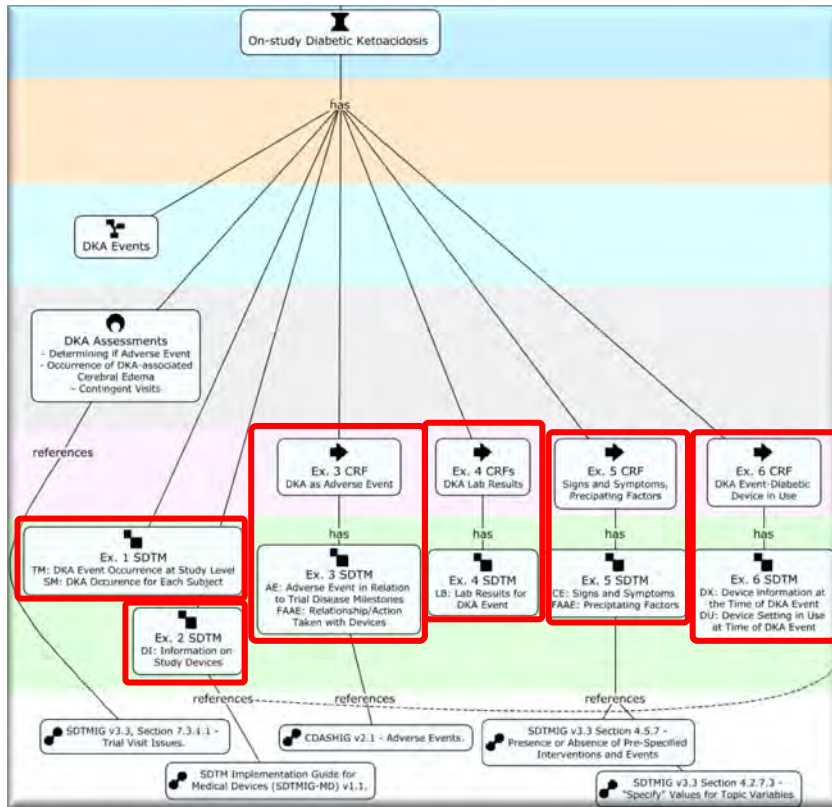 On-study Diabetic Ketoacidosis
has
DKA Events
DKA Assessments
- Determining if Adverse Event
- Occurrence of DKA-associated
Cerebral Edema
- Contingent Visits
references
Ex. 3 CRF
DKA as Adverse Event
Ex. 4 CRFs
DKA Lab Results
Ex. 5 CRF
Signs and Symptoms,
Precipating Factors
Ex. 6 CRF
DKA Event-Diabetic
Device in Use
has
has
has
has
Ex. 1 SDTM
TM: DKA Event Occurrence at Study Level
SM: DKA Occurence for Each Subject
Ex. 2 SDTM
DI: Information on
Study Devices
Ex. 3 SDTM
AE: Adverse Event in Relation
to Trial Disease Milestones
FAAE: Relationship/Action
Taken with Devices
Ex. 4 SDTM
LB: Lab Results for
DKA Event
Ex. 5 SDTM
CE: Signs and Symptoms
FAAE: Preciptating Factors
Ex. 6 SDTM
DX: Device Information at
the Time of DKA Event
DU: Device Setting in Use
at Time of DKA Event
references
references
references
SDTMIG v3.3, Section 7.3.1.1 -
Trial Visit Issues.
SDTM Implementation Guide for
Medical Devices (SDTMIG-MD) v1.1.
CDASHIG v2.1 - Adverse Events.
SDTMIG v3.3 Section 4.5.7 -
Presence or Absence of Pre-Specified
Interventions and Events
SDTMIG v3.3 Section 4.2.7.3 -
"Specify" Values for Topic Variables